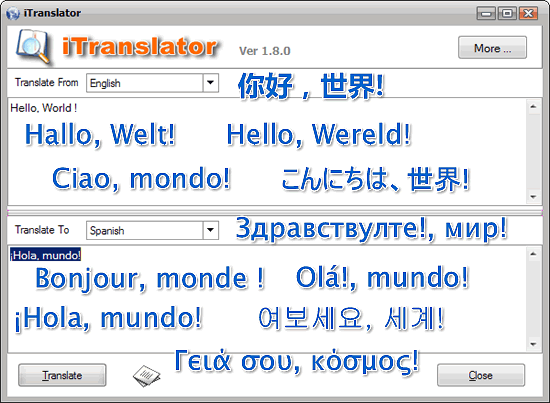 iTranslator
iTranslator Ver 1.8.0 More ...
Translate From English 你好，世界!
Hello, World !
Hallo, Welt! Hello, Wereld!
Ciao, mondo! こんにちは、世界!
Translate To Spanish Здравствулте!, мир!
¡Hola, mundo!
Bonjour, monde ! Olá!, mundo!
¡Hola, mundo! 여보세요, 세계!
Γειά σου, κόσμος!
Translate Close